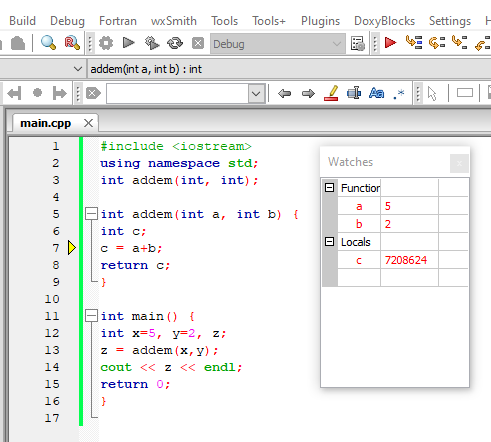 Build Debug Fortran wxSmith Tools Tools+ Plugins DoxyBlocks Settings
Debug
addem(int a, int b) : int
Aa .*
main.cpp
1 #include <iostream>
2 using namespace std;
3 int addem(int, int);
4
5 int addem(int a, int b) {
6 int c;
7 c = a+b;
8 return c;
9 }
10
11 int main() {
12 int x=5, y=2, z;
13 z = addem(x,y);
14 cout << z << endl;
15 return 0;
16 }
17
Watches
Function
a 5
b 2
Locals
c 7208624